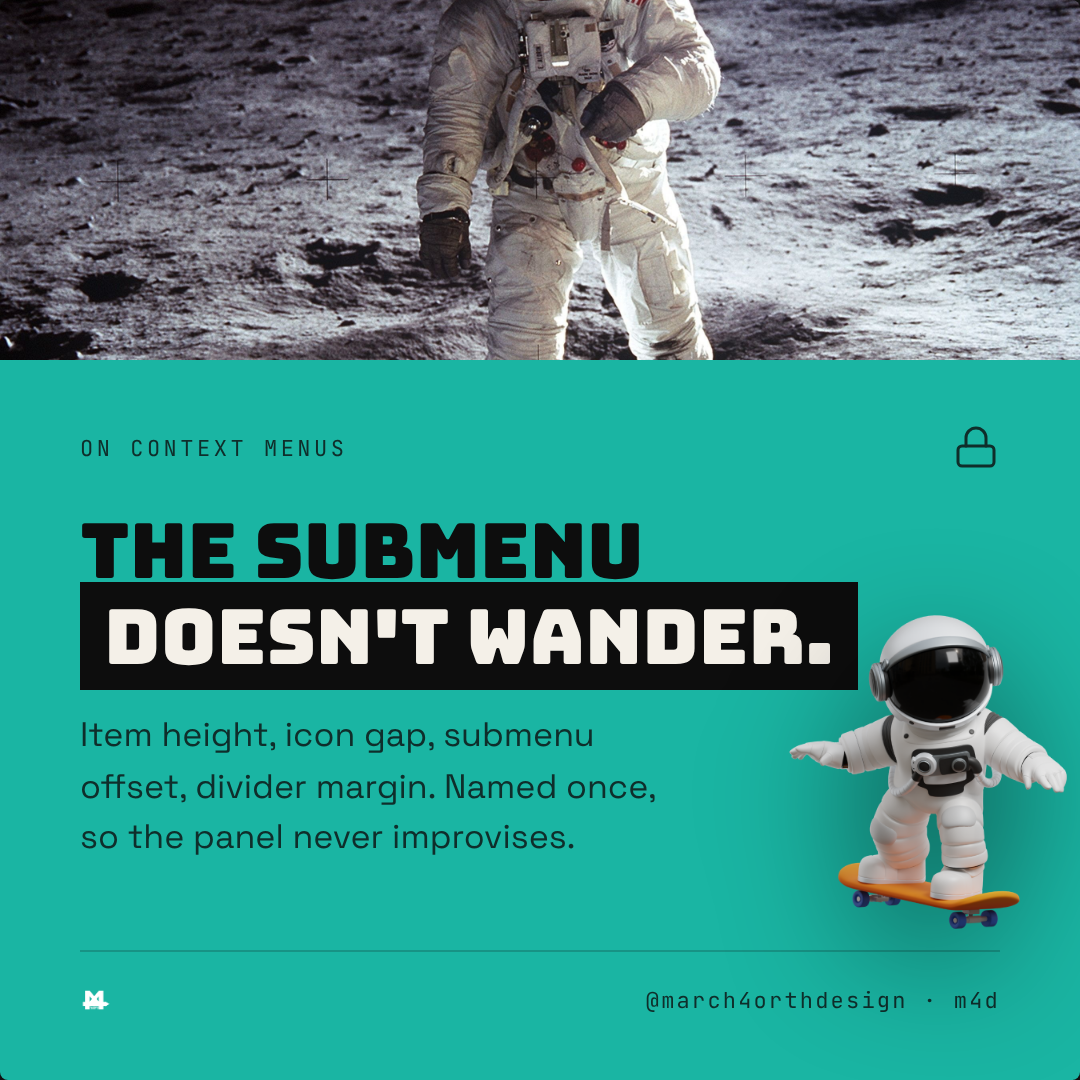 ON CONTEXT MENUS
THE SUBMENU
DOESN'T WANDER.
Item height, icon gap, submenu
offset, divider margin. Named once,
so the panel never improvises.
@march4orthdesign · m4d